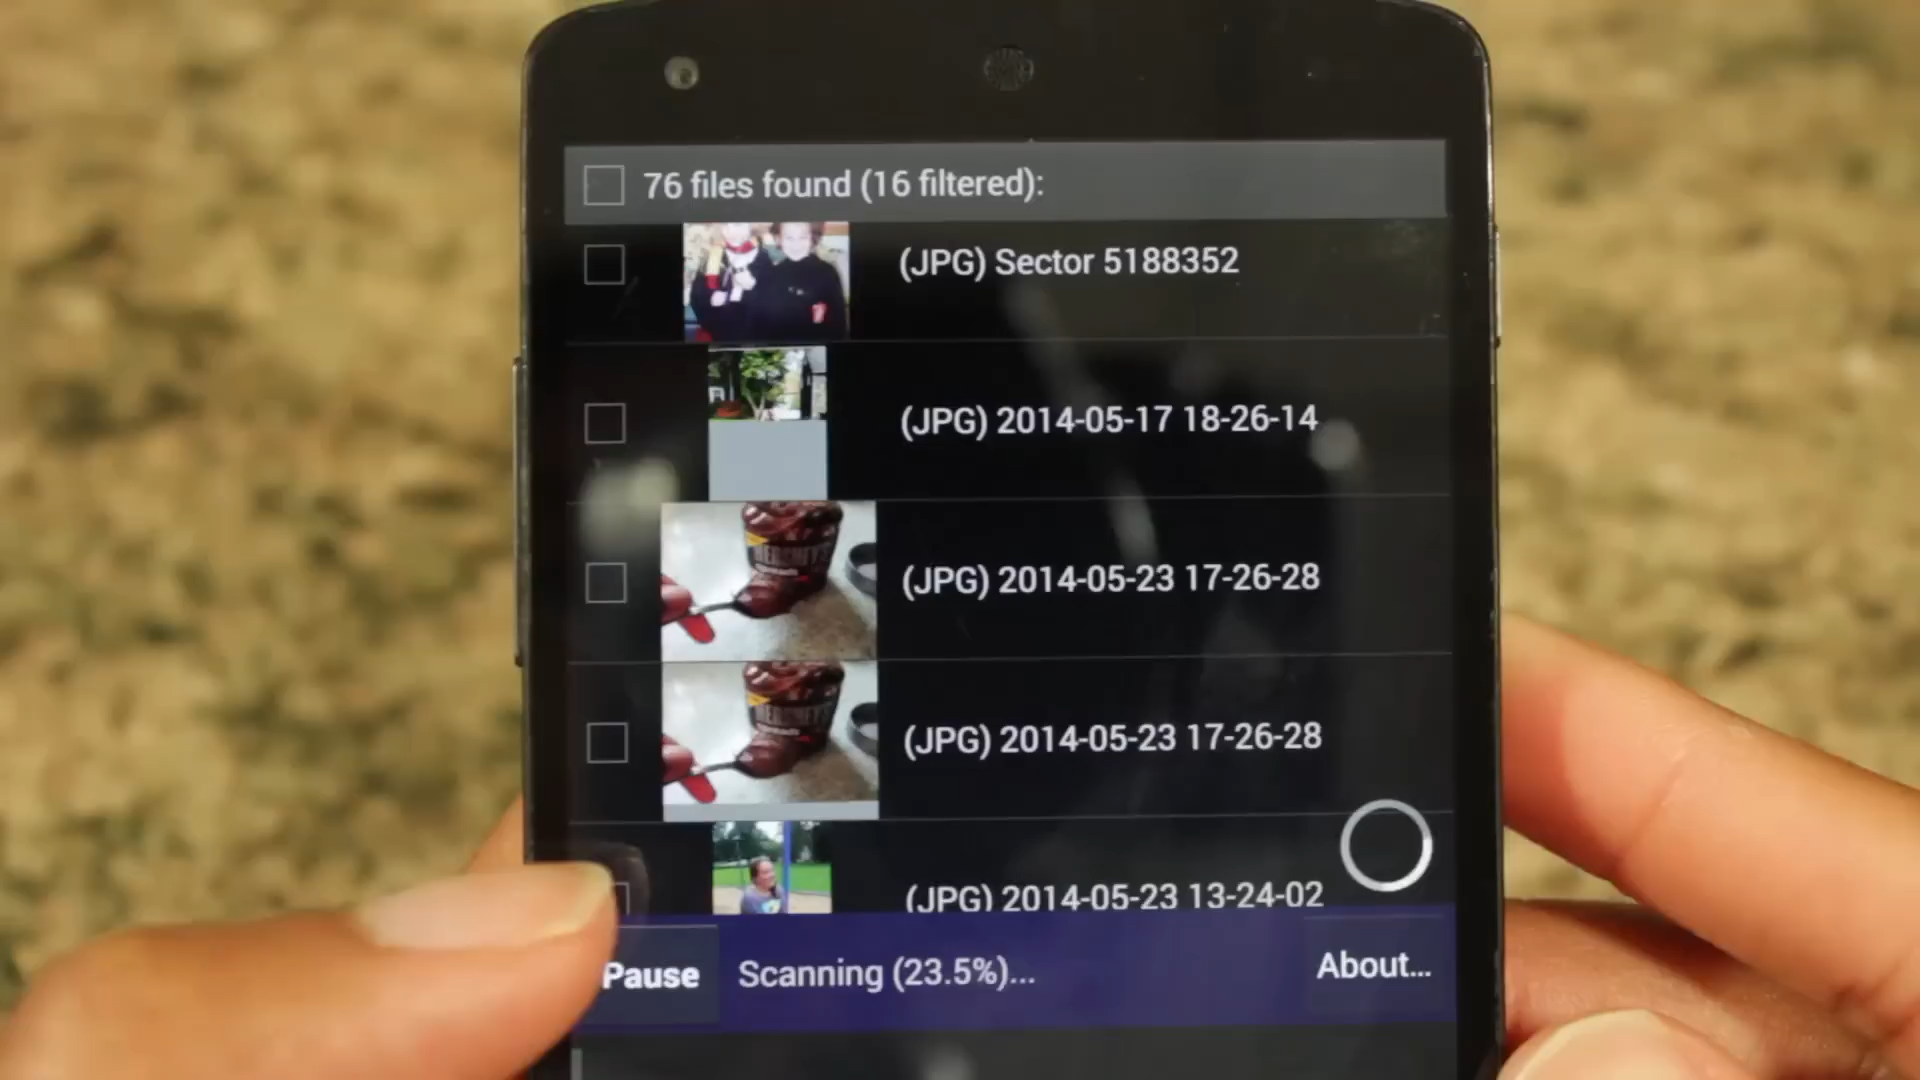 76 files found (16 filtered):
(JPG) Sector 5188352
(JPG) 2014-05-17 18-26-14
HERSHEY'S
(JPG) 2014-05-23 17-26-28
HERSHEY'S
(JPG) 2014-05-23 17-26-28
(JPG) 2014-05-23 13-24-02
Pause
Scanning (23.5%)...
About...